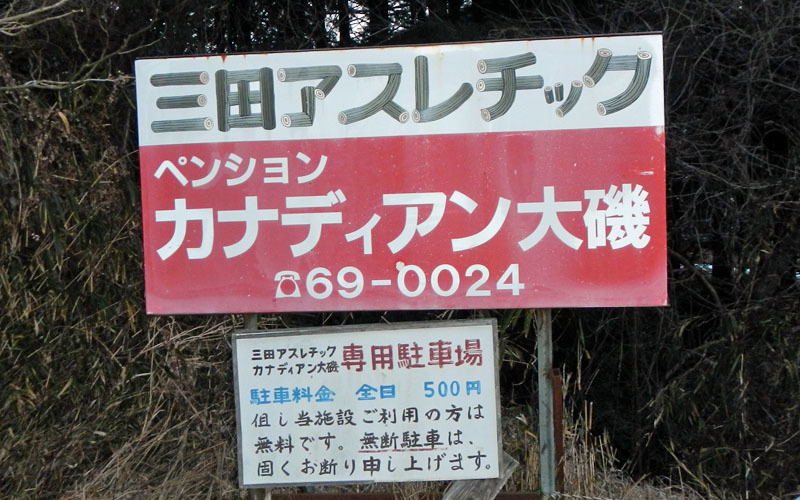 三田アスレチック
ペンション
カナディアン大磯
☎69-0024
三田アスレチック
カナディアン大磯 専用駐車場
駐車料金 全日 500円
但し当施設ご利用の方は
無料です。無断駐車は、
固くお断り申し上げます。